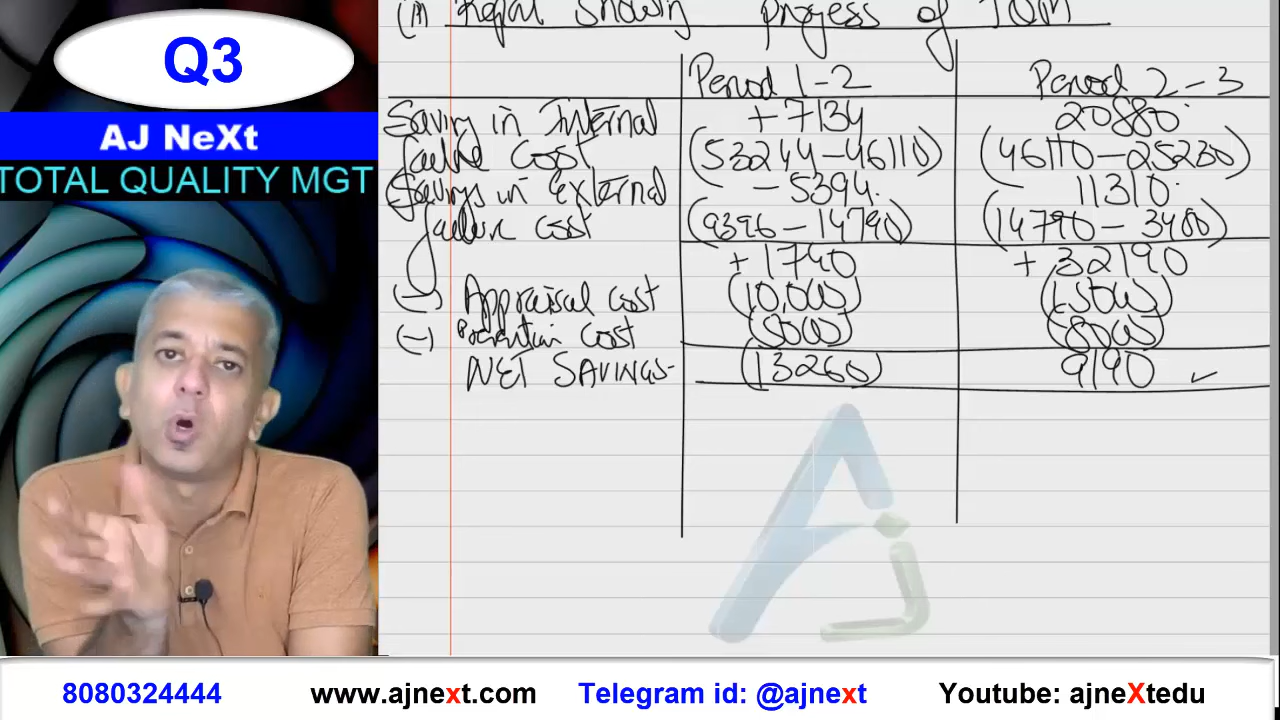 Q3
AJ NeXt
TOTAL QUALITY MGT
(ii) Report Showing Progess of TQM
Period 1-2 Period 2-3
Saving in Internal +7134 20880
failure Cost (53244-46110) (46110-25230)
Savings in External -5394 11310
failure cost (9396-14790) (14790-3480)
+1740 +32190
(-) Appraisal cost (10,000) (15000)
(-) Prevention cost (5000) (8000)
NET SAVINGS (13260) 9190
8080324444 www.ajnext.com Telegram id: @ajnext Youtube: ajneXtedu